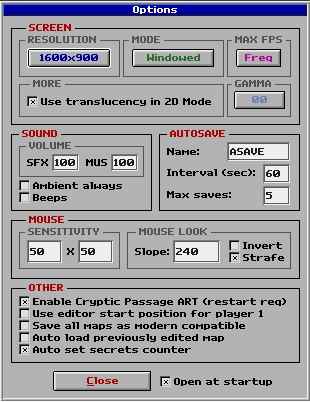 Options
SCREEN
RESOLUTION
MODE
MAX FPS
1600x900
Windowed
Freq
MORE
GAMMA
Use translucency in 2D Mode
00
SOUND
AUTOSAVE
VOLUME
SFX 100 MUS 100
Name: ASAVE
Interval (sec): 60
Ambient always
Beeps
Max saves: 5
MOUSE
SENSITIVITY
MOUSE LOOK
50 X 50
Slope: 240
Invert
Strafe
OTHER
Enable Cryptic Passage ART (restart req)
Use editor start position for player 1
Save all maps as modern compatible
Auto load previously edited map
Auto set secrets counter
Close
Open at startup